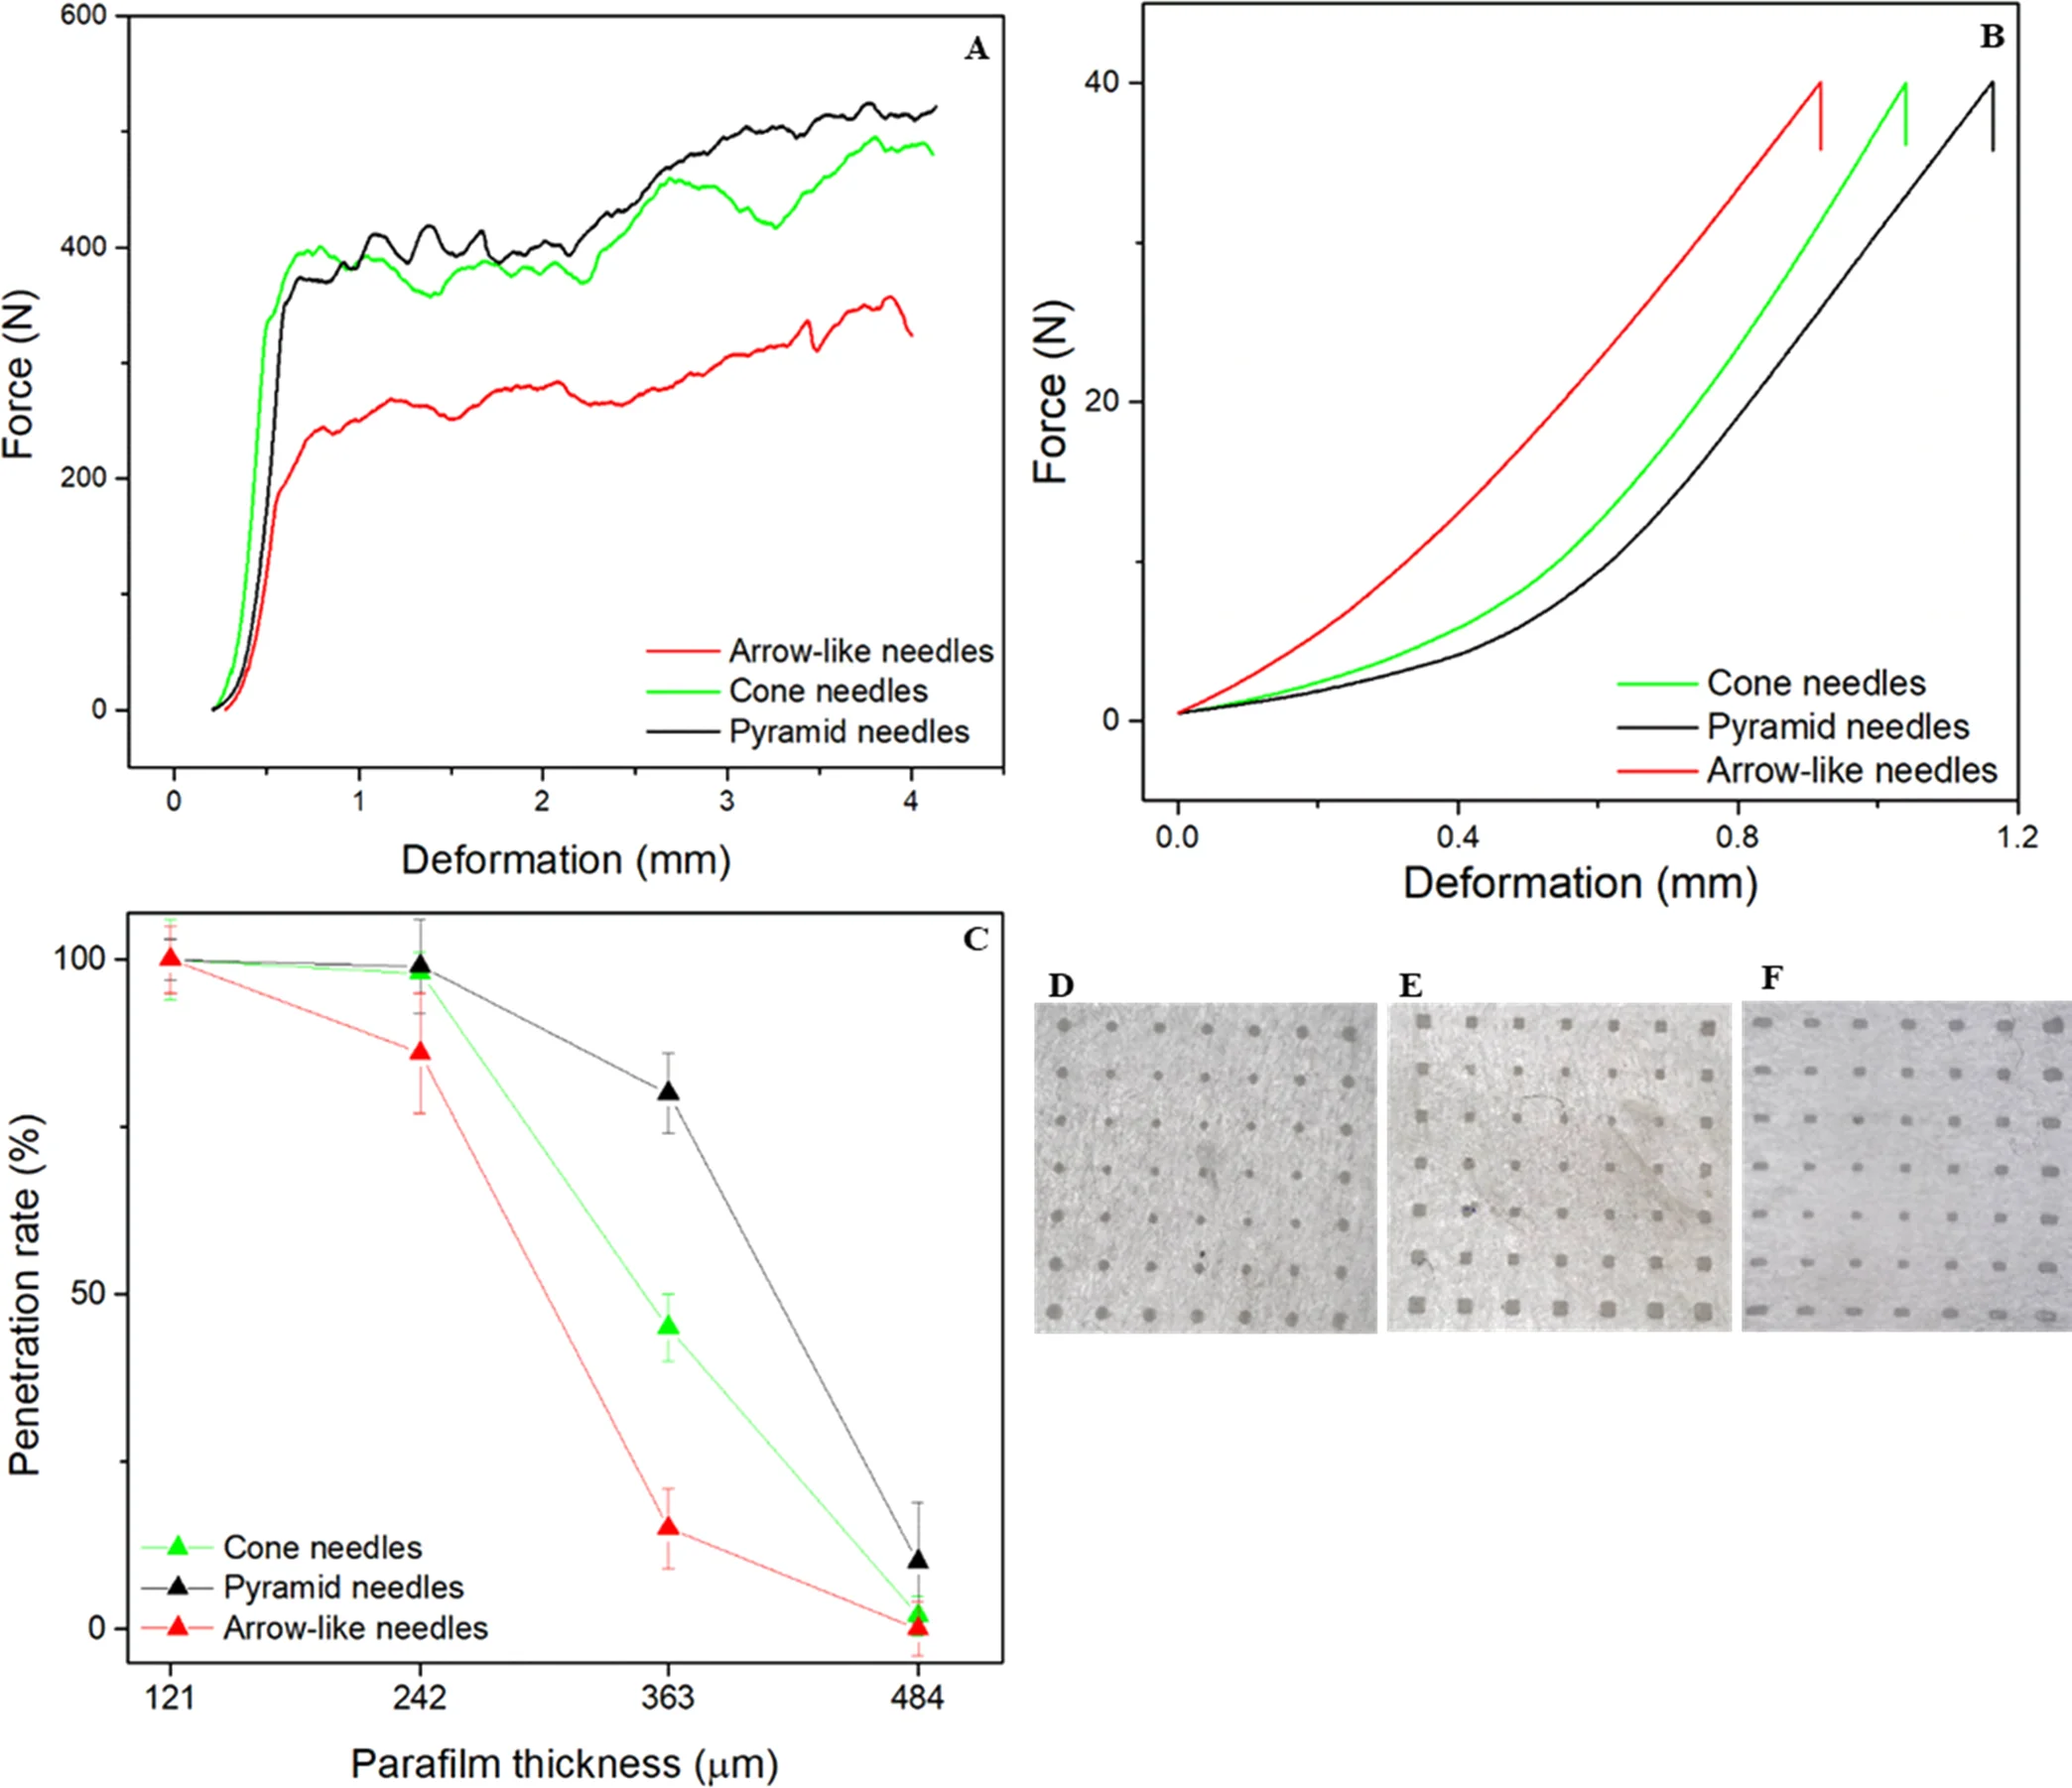 A
600
400
200
0
Force (N)
Arrow-like needles
Cone needles
Pyramid needles
0 1 2 3 4
Deformation (mm)
B
40
20
0
Force (N)
Cone needles
Pyramid needles
Arrow-like needles
0.0 0.4 0.8 1.2
Deformation (mm)
C
100
50
0
Penetration rate (%)
Cone needles
Pyramid needles
Arrow-like needles
121 242 363 484
Parafilm thickness (μm)
D E F